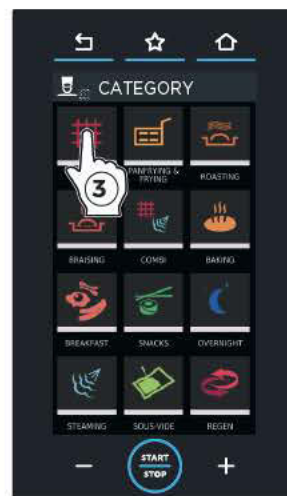 CATEGORY
3
PANFRYING &
FRYING
ROASTING
BRAISING
COMBI
BAKING
BREAKFAST
SNACKS
OVERNIGHT
STEAMING
SOUS-VIDE
REGEN
START
STOP
− +